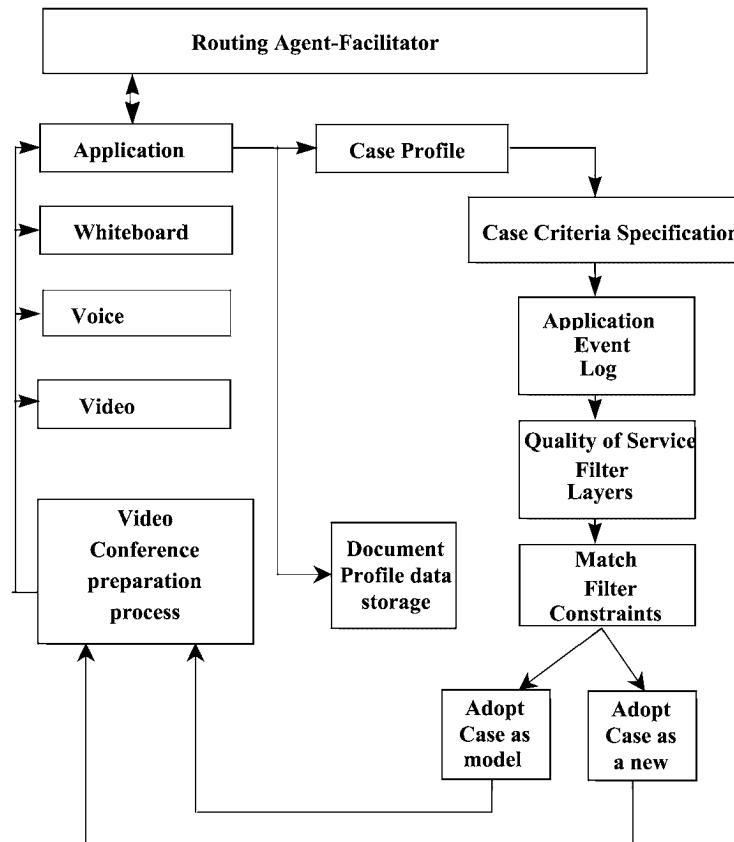 Routing Agent-Facilitator
Application
Case Profile
Whiteboard
Case Criteria Specification
Voice
Application
Event
Log
Video
Quality of Service
Filter
Layers
Video
Conference
preparation
process
Document
Profile data
storage
Match
Filter
Constraints
Adopt
Case as
model
Adopt
Case as
a new